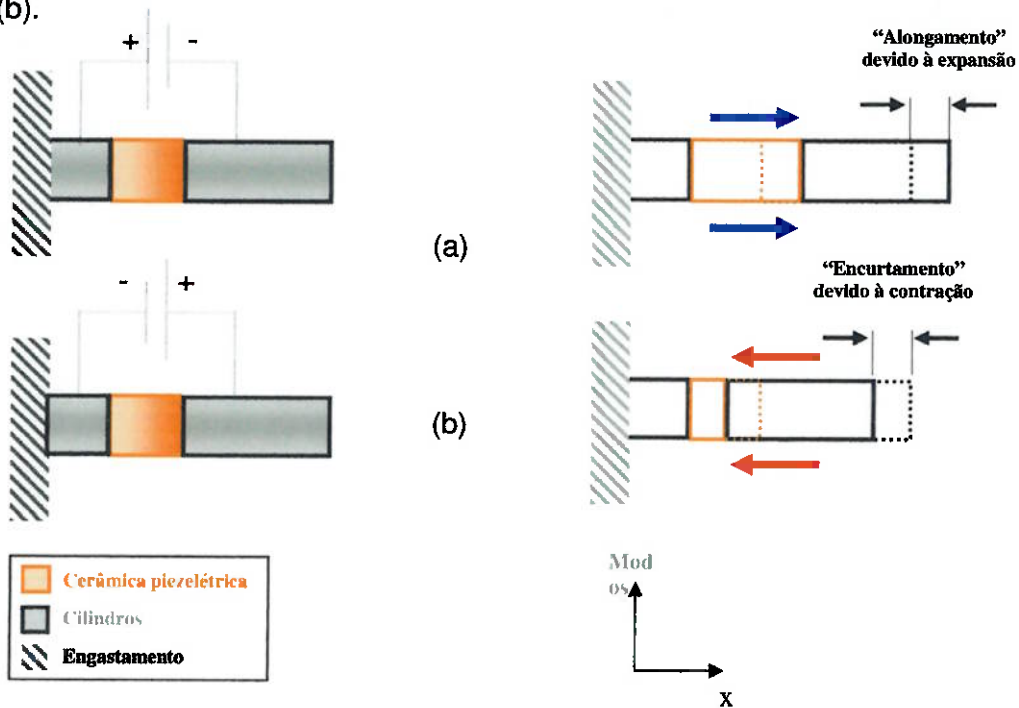 (b).
+ -
"Alongamento"
devido à expansão
(a)
- +
"Encurtamento"
devido à contração
(b)
Cerâmica piezelétrica
Cilindros
Engastamento
Mod
os
X